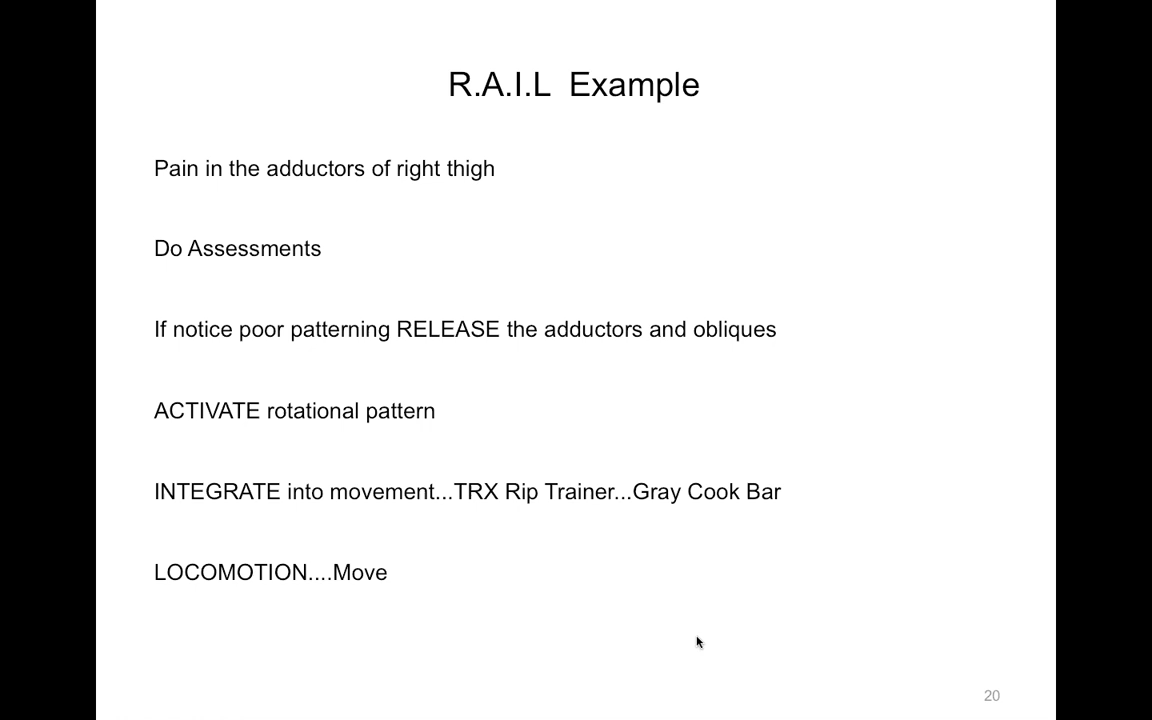 R.A.I.L  Example
Pain in the adductors of right thigh
Do Assessments
If notice poor patterning RELEASE the adductors and obliques
ACTIVATE rotational pattern
INTEGRATE into movement...TRX Rip Trainer...Gray Cook Bar
LOCOMOTION....Move
20